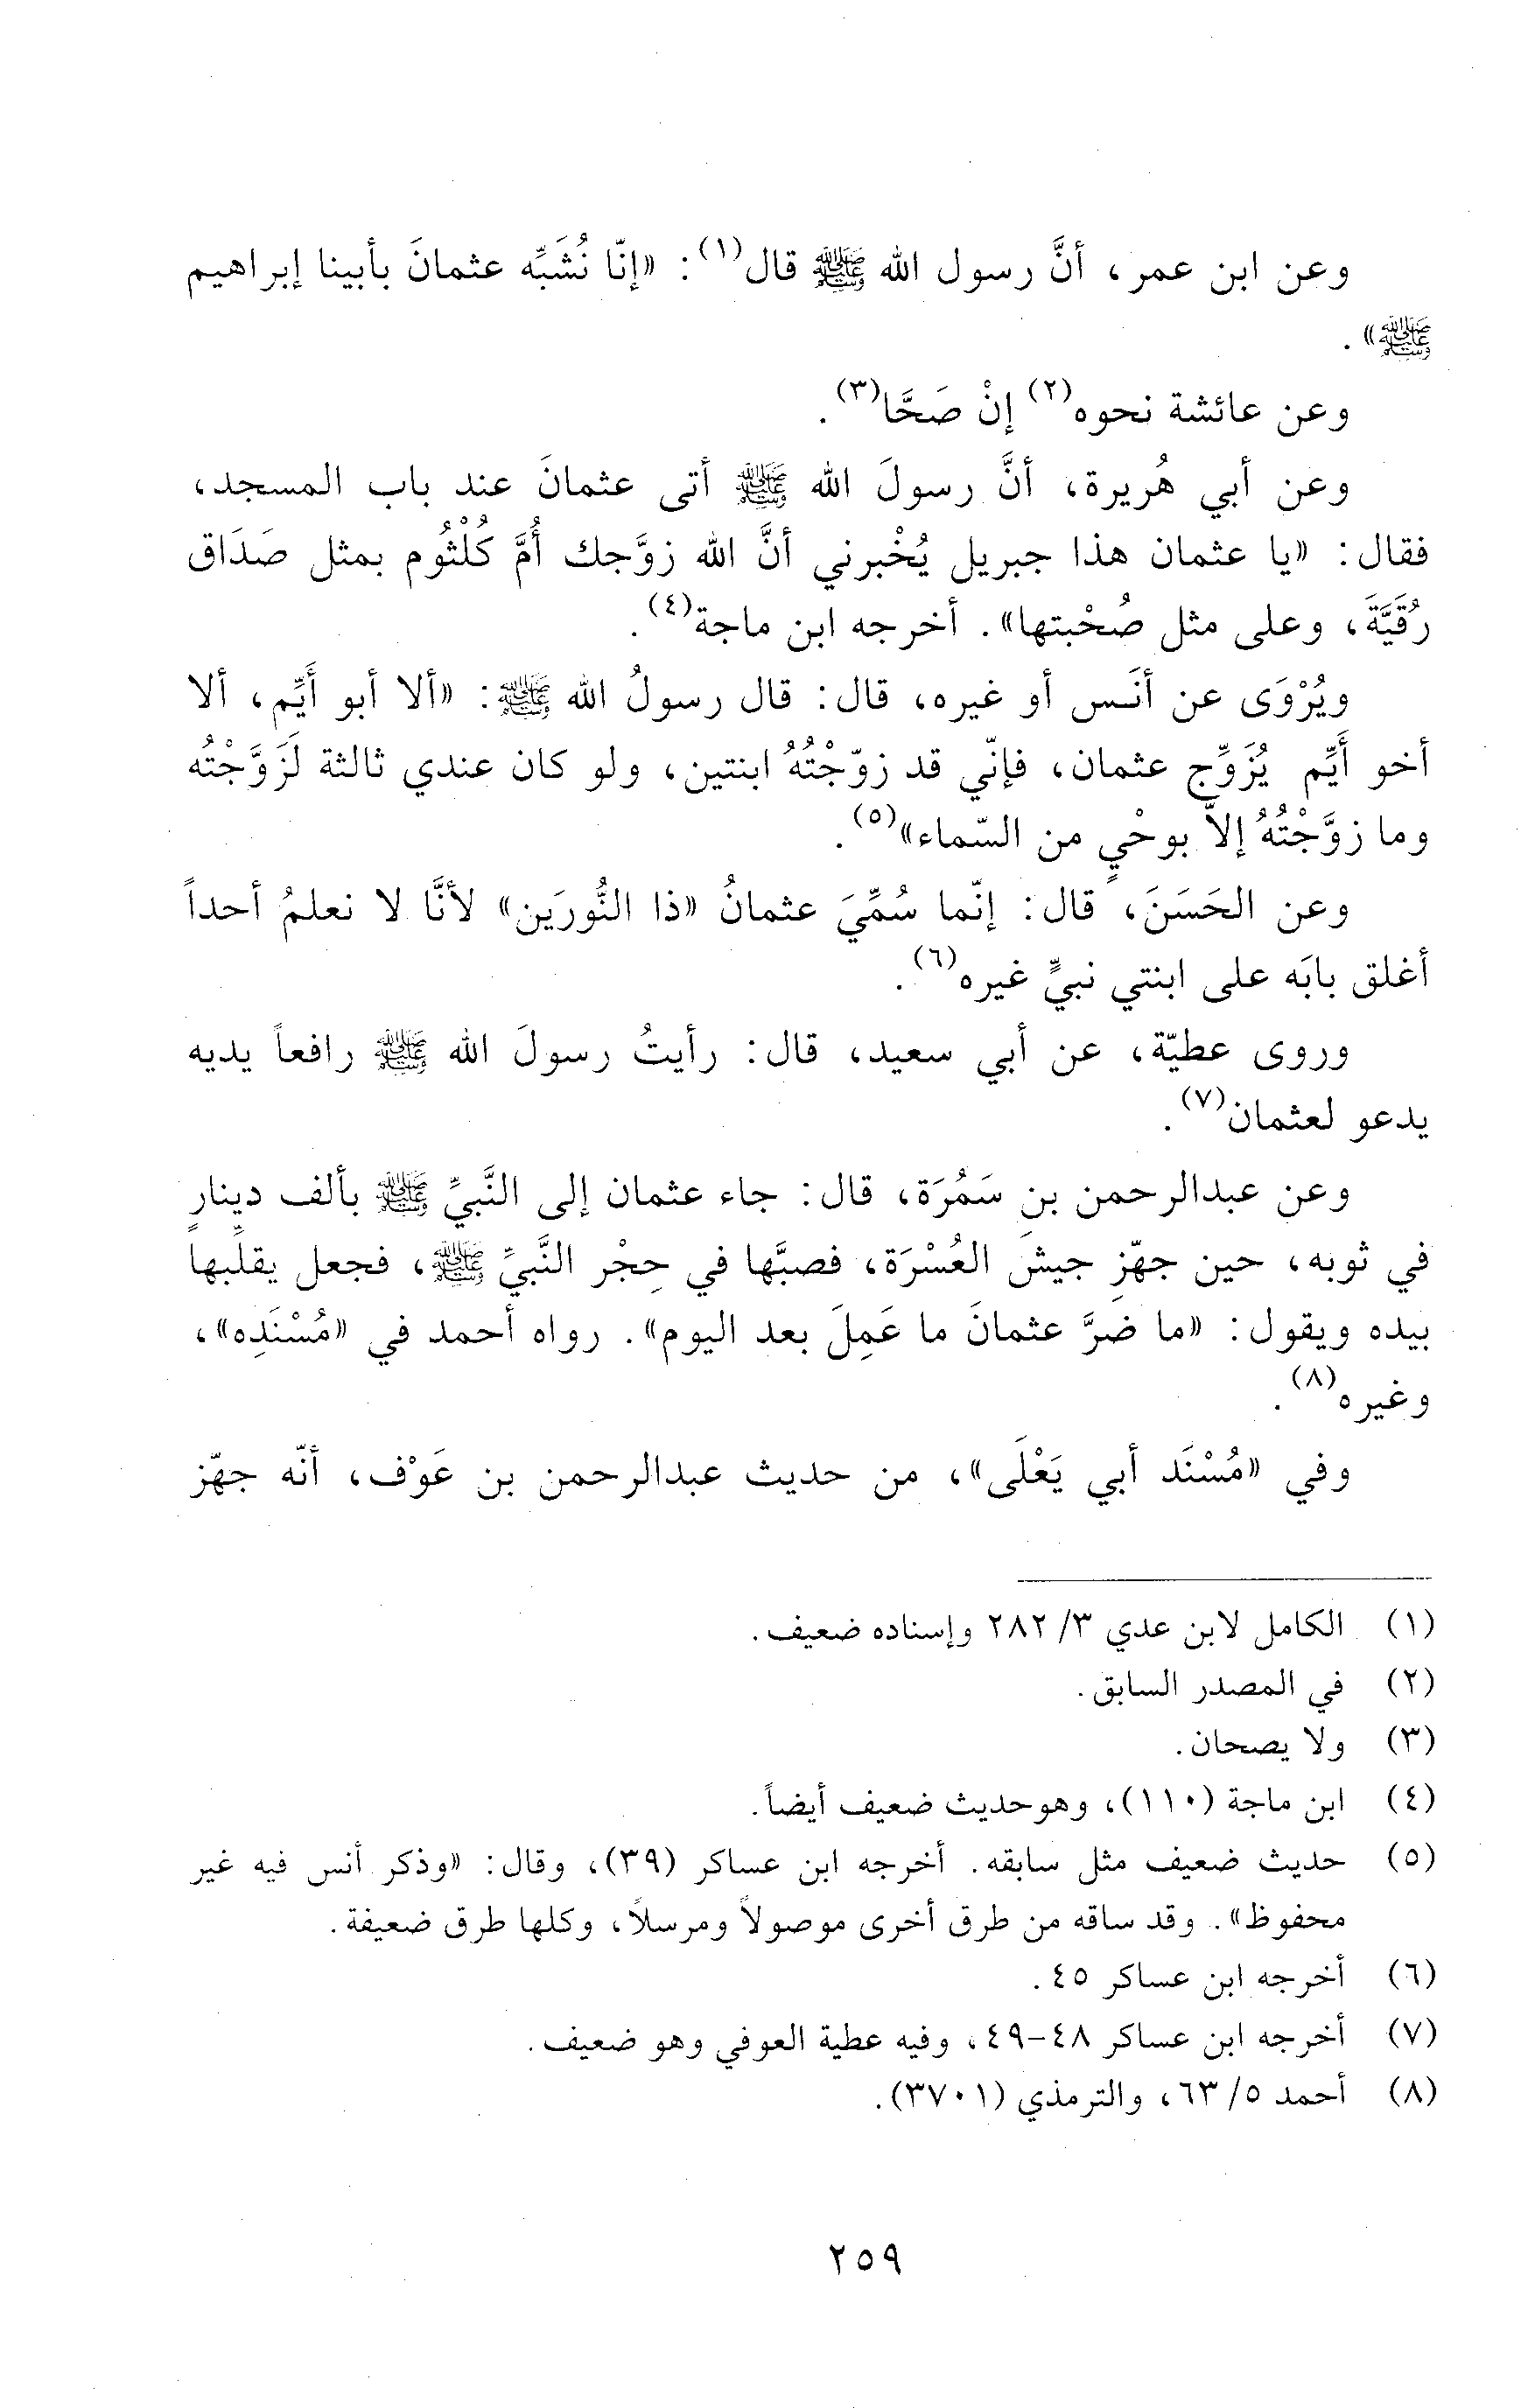 وعن ابن عمر، أنَّ رسول الله ﷺ قال(١): «إنّا نُشَبِّه عثمانَ بأبينا إبراهيم
ﷺ».
وعن عائشة نحوه(٢) إنْ صَحَّا(٣).
وعن أبي هُريرة، أنَّ رسولَ الله ﷺ أتى عثمانَ عند باب المسجد،
فقال: «يا عثمان هذا جبريل يُخْبرني أنَّ الله زوَّجك أُمَّ كُلْثُوم بمثل صَدَاق
رُقَيَّةَ، وعلى مثل صُحْبتها». أخرجه ابن ماجة(٤).
ويُرْوَى عن أنَـس أو غيره، قال: قال رسولُ الله ﷺ: «ألا أبو أَيِّم، ألا
أخو أَيِّم يُزَوِّج عثمان، فإنّي قد زوّجْتُهُ ابنتين، ولو كان عندي ثالثة لَزَوَّجْتُه
وما زوَّجْتُهُ إلاّ بوحْيٍ من السّماء»(٥).
وعن الحَسَنَ، قال: إنّما سُمِّيَ عثمانُ «ذا النُّورَين» لأنَّا لا نعلمُ أحداً
أغلق بابَه على ابنتي نبيٍّ غيره(٦).
وروى عطيّة، عن أبي سعيد، قال: رأيتُ رسولَ الله ﷺ رافعاً يديه
يدعو لعثمان(٧).
وعن عبدالرحمن بنِ سَمُرَة، قال: جاء عثمان إلى النَّبيِّ ﷺ بألف دينارٍ
في ثوبه، حين جهّزِ جيشَ العُسْرَة، فصبَّها في حِجْر النَّبيِّ ﷺ، فجعل يقلّبها
بيده ويقول: «ما ضرَّ عثمانَ ما عَمِلَ بعد اليوم». رواه أحمد في «مُسْنَدِه»،
وغيره(٨).
وفي «مُسْنَد أبي يَعْلَى»، من حديث عبدالرحمن بن عَوْف، أنّه جهّز
(١) الكامل لابن عدي ٣/ ٢٨٢ وإسناده ضعيف.
(٢) في المصدر السابق.
(٣) ولا يصحان.
(٤) ابن ماجة (١١٠)، وهوحديث ضعيف أيضاً.
(٥) حديث ضعيف مثل سابقه. أخرجه ابن عساكر (٣٩)، وقال: «وذكر أنس فيه غير
محفوظ». وقد ساقه من طرق أخرى موصولاً ومرسلاً، وكلها طرق ضعيفة.
(٦) أخرجه ابن عساكر ٤٥.
(٧) أخرجه ابن عساكر ٤٨-٤٩، وفيه عطية العوفي وهو ضعيف.
(٨) أحمد ٥/ ٦٣، والترمذي (٣٧٠١).
٢٥٩